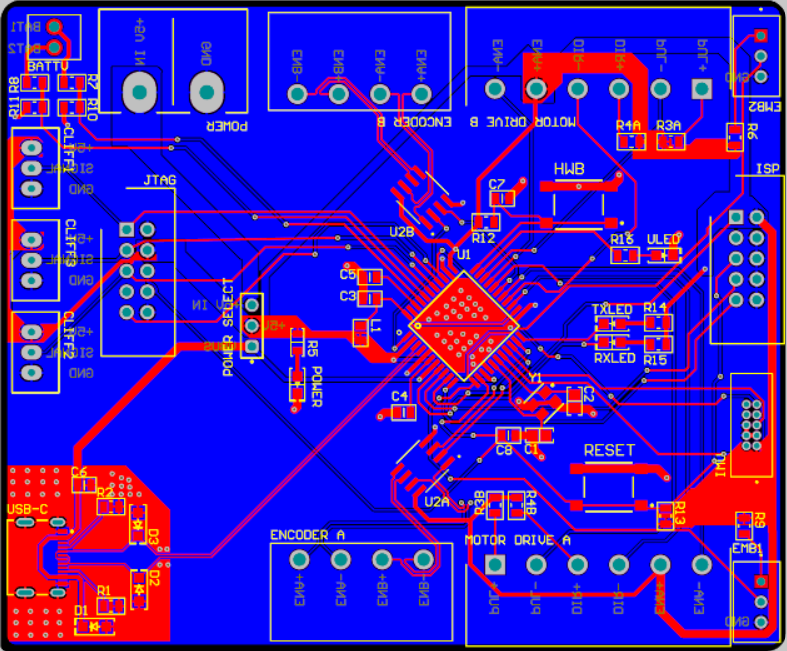 BAT1
BAT2
BATTV
R8
R7
R11
R10
+5V IN
GND
POWER
ENB-
ENB+
ENA-
ENA+
ENCODER B
ENA-
ENA+
DIR-
DIR+
PUL-
PUL+
MOTOR DRIVE B
GND
EMB2
R4A
R3A
R6
ISP
CLIFF1
+5V
SIGNAL
GND
JTAG
C7
HWB
R12
U2B
U1
R16
ULED
+5V
SIGNAL
GND
C5
C3
L1
POWER SELECT
+5V IN
+5V
R5
POWER
TXLED
R14
RXLED
R15
CLIFF2
+5V
SIGNAL
GND
C4
Y1
C2
C8
C1
IMU
RESET
U2A
R3B
R4B
R13
R9
C6
R2
USB-C
D3
D2
R1
D1
ENCODER A
ENA+
ENA-
ENB+
ENB-
MOTOR DRIVE A
PUL+
PUL-
DIR+
DIR-
ENA+
ENA-
EMB1
GND